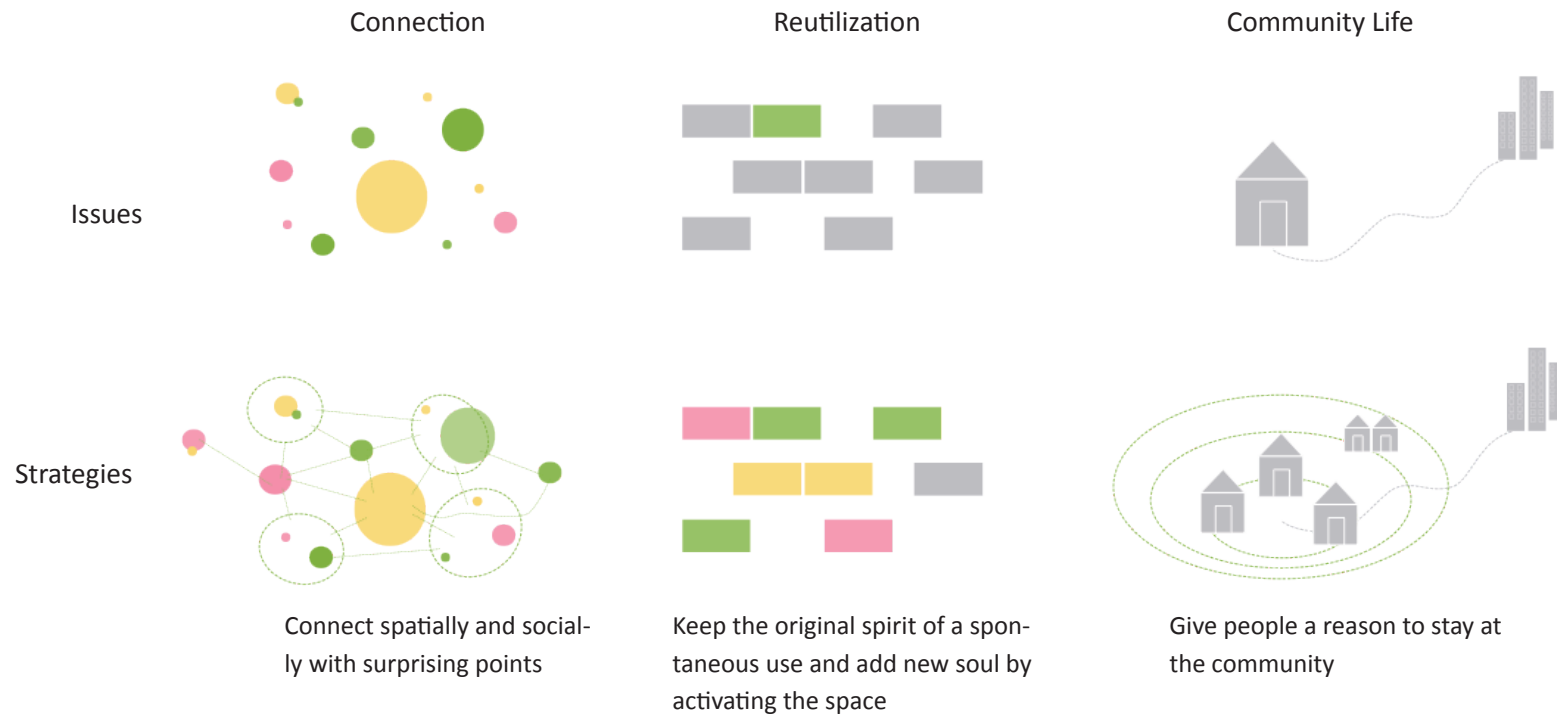 Connection
Reutilization
Community Life
Issues
Strategies
Connect spatially and social-
ly with surprising points
Keep the original spirit of a spon-
taneous use and add new soul by
activating the space
Give people a reason to stay at
the community